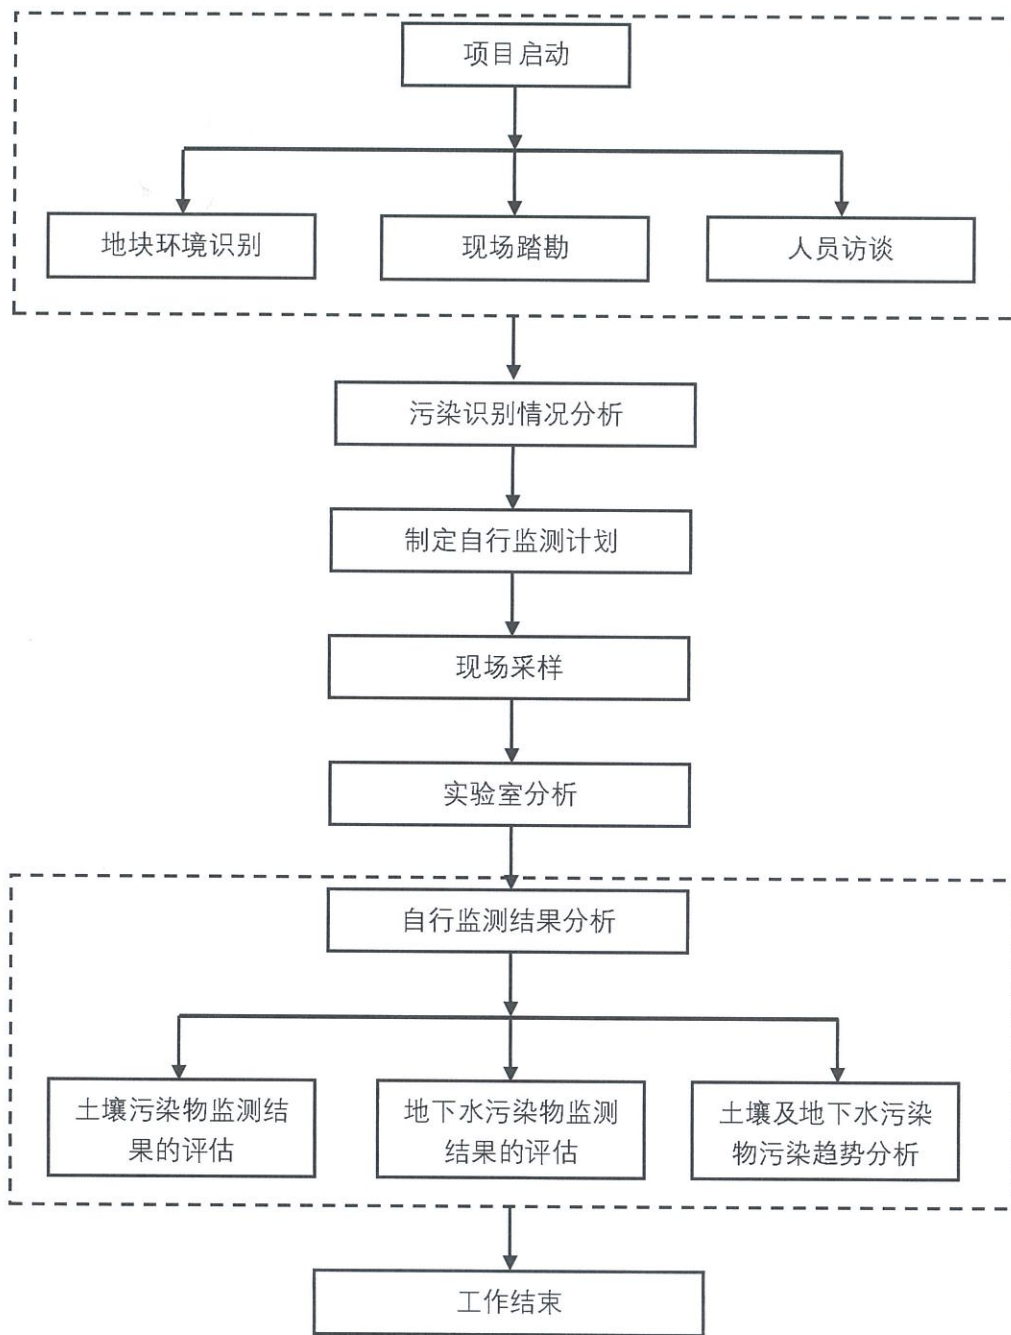 项目启动
地块环境识别
现场踏勘
人员访谈
污染识别情况分析
制定自行监测计划
现场采样
实验室分析
自行监测结果分析
土壤污染物监测结
果的评估
地下水污染物监测
结果的评估
土壤及地下水污染
物污染趋势分析
工作结束